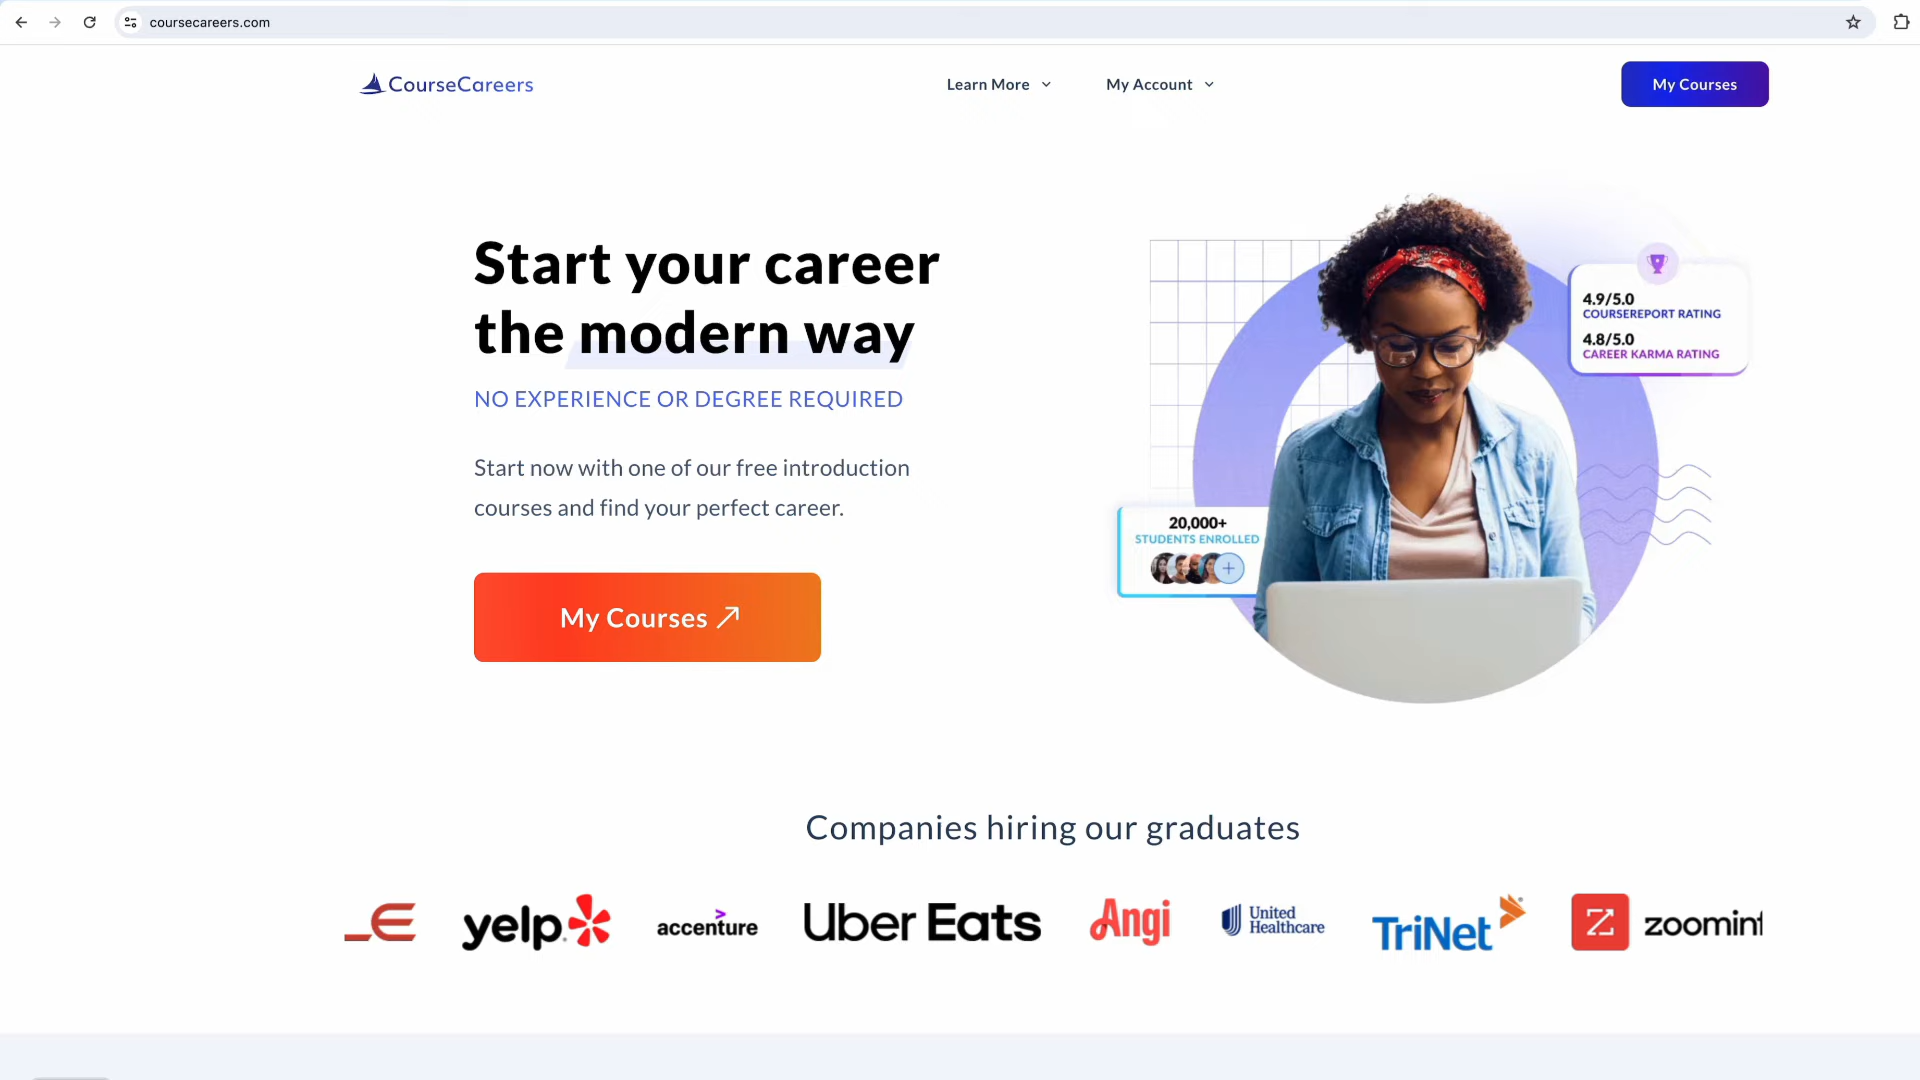 coursecareers.com
CourseCareers
Learn More
My Account
My Courses
Start your career
the modern way
NO EXPERIENCE OR DEGREE REQUIRED
Start now with one of our free introduction
courses and find your perfect career.
My Courses
4.9/5.0
COURSEREPORT RATING
4.8/5.0
CAREER KARMA RATING
20,000+
STUDENTS ENROLLED
Companies hiring our graduates
yelp
accenture
Uber Eats
Angi
United
Healthcare
TriNet
zoominf